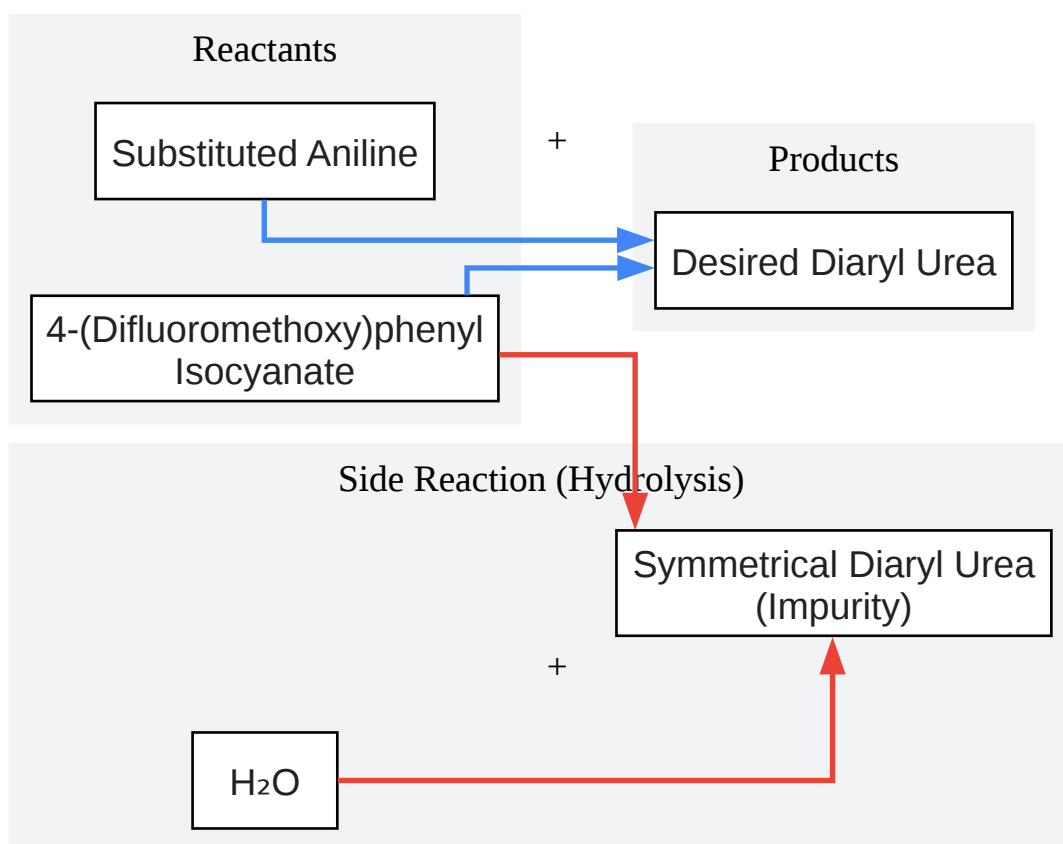 Reactants
Substituted Aniline
+
Products
Desired Diaryl Urea
4-(Difluoromethoxy)phenyl
Isocyanate
Side Reaction (Hydrolysis)
Symmetrical Diaryl Urea
(Impurity)
+
H₂O